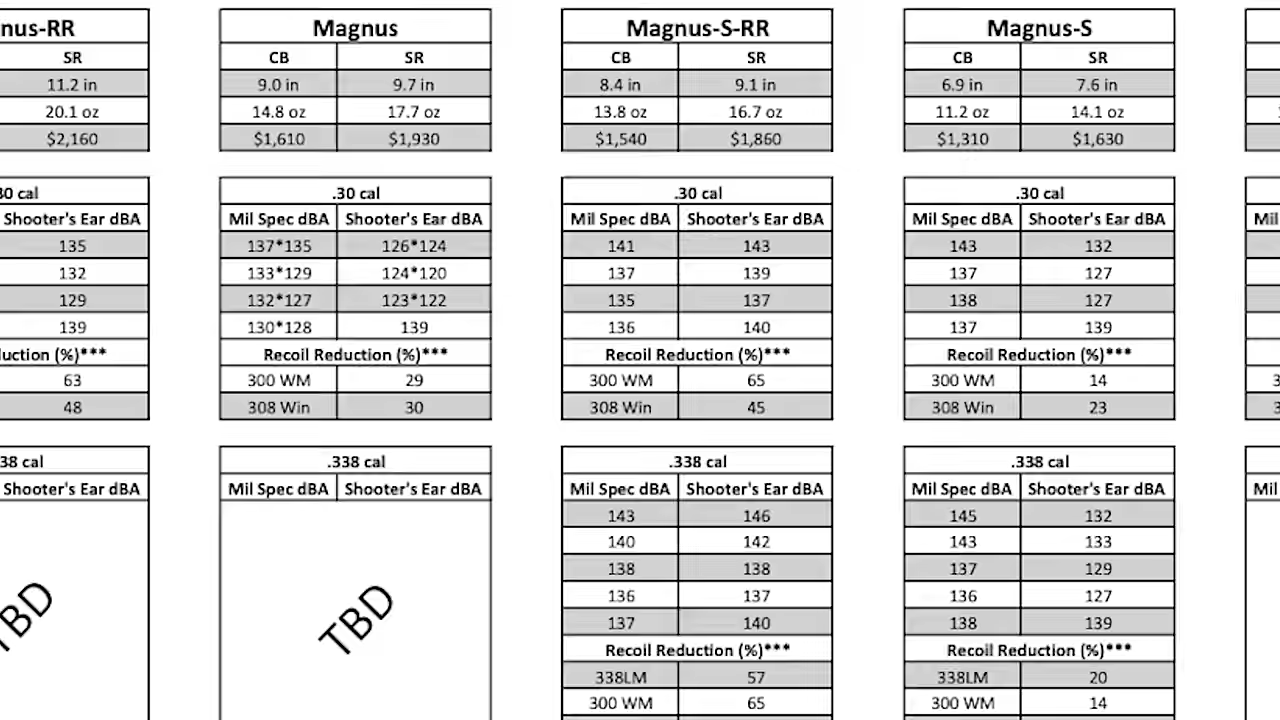 nus-RR Magnus Magnus-S-RR Magnus-S
SR CB SR CB SR CB SR
11.2 in 9.0 in 9.7 in 8.4 in 9.1 in 6.9 in 7.6 in
20.1 oz 14.8 oz 17.7 oz 13.8 oz 16.7 oz 11.2 oz 14.1 oz
$2,160 $1,610 $1,930 $1,540 $1,860 $1,310 $1,630
30 cal .30 cal .30 cal .30 cal
Shooter's Ear dBA Mil Spec dBA Shooter's Ear dBA Mil Spec dBA Shooter's Ear dBA Mil Spec dBA Shooter's Ear dBA Mil
135 137*135 126*124 141 143 143 132
132 133*129 124*120 137 139 137 127
129 132*127 123*122 135 137 138 127
139 130*128 139 136 140 137 139
uction (%)*** Recoil Reduction (%)*** Recoil Reduction (%)*** Recoil Reduction (%)***
63 300 WM 29 300 WM 65 300 WM 14 3
48 308 Win 30 308 Win 45 308 Win 23 3
38 cal .338 cal .338 cal .338 cal
Shooter's Ear dBA Mil Spec dBA Shooter's Ear dBA Mil Spec dBA Shooter's Ear dBA Mil Spec dBA Shooter's Ear dBA Mil
143 146 145 132
140 142 143 133
138 138 137 129
TBD TBD 136 137 136 127
137 140 138 139
Recoil Reduction (%)*** Recoil Reduction (%)***
338LM 57 338LM 20
300 WM 65 300 WM 14